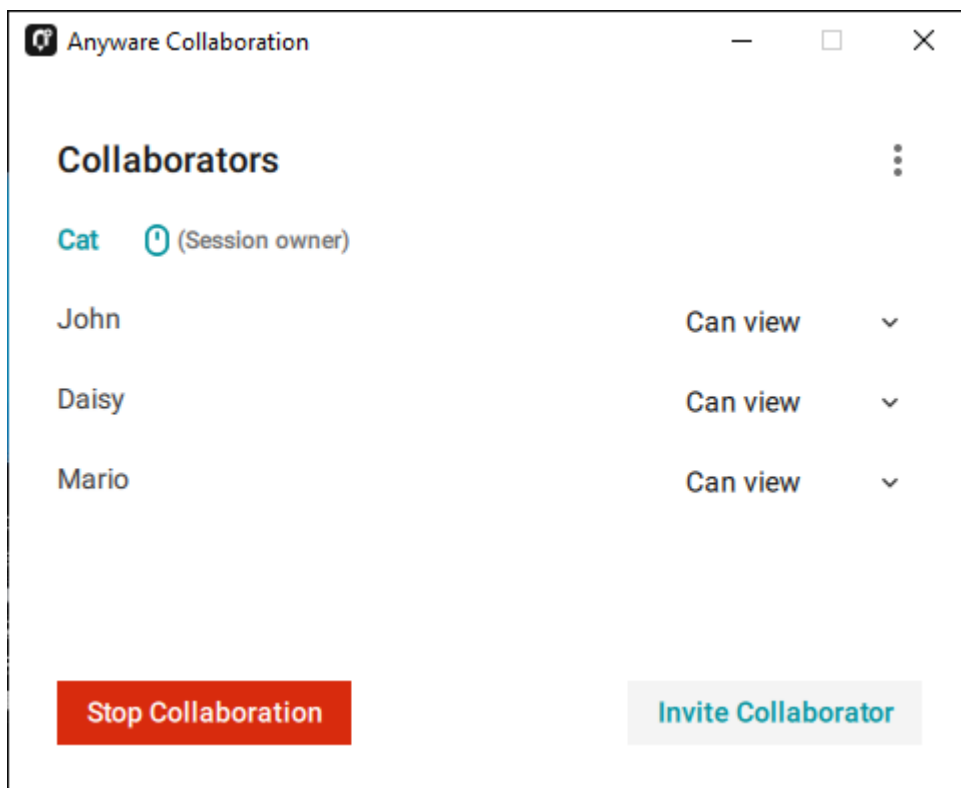 Anyware Collaboration
Collaborators
Cat (Session owner)
John Can view
Daisy Can view
Mario Can view
Stop Collaboration Invite Collaborator